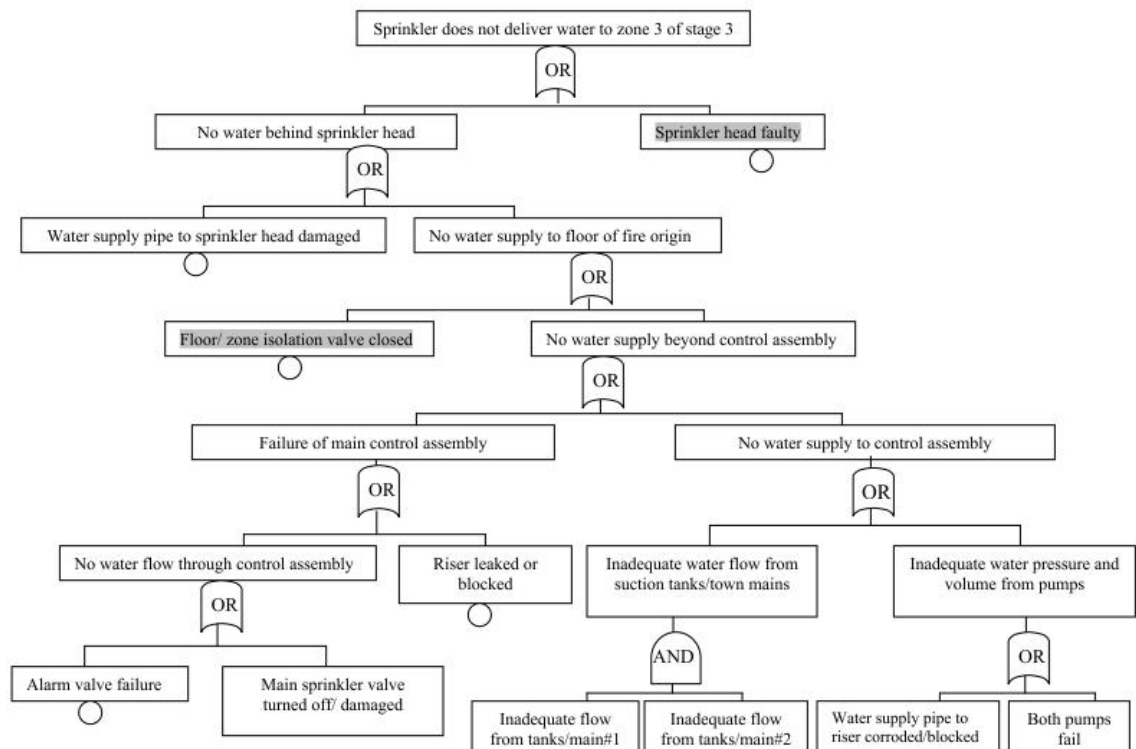 Sprinkler does not deliver water to zone 3 of stage 3
OR
No water behind sprinkler head
Sprinkler head faulty
OR
Water supply pipe to sprinkler head damaged
No water supply to floor of fire origin
OR
Floor/ zone isolation valve closed
No water supply beyond control assembly
OR
Failure of main control assembly
No water supply to control assembly
OR
OR
No water flow through control assembly
Riser leaked or
blocked
Inadequate water flow from
suction tanks/town mains
Inadequate water pressure and
volume from pumps
OR
AND
OR
Alarm valve failure
Main sprinkler valve
turned off/ damaged
Inadequate flow
from tanks/main#1
Inadequate flow
from tanks/main#2
Water supply pipe to
riser corroded/blocked
Both pumps
fail